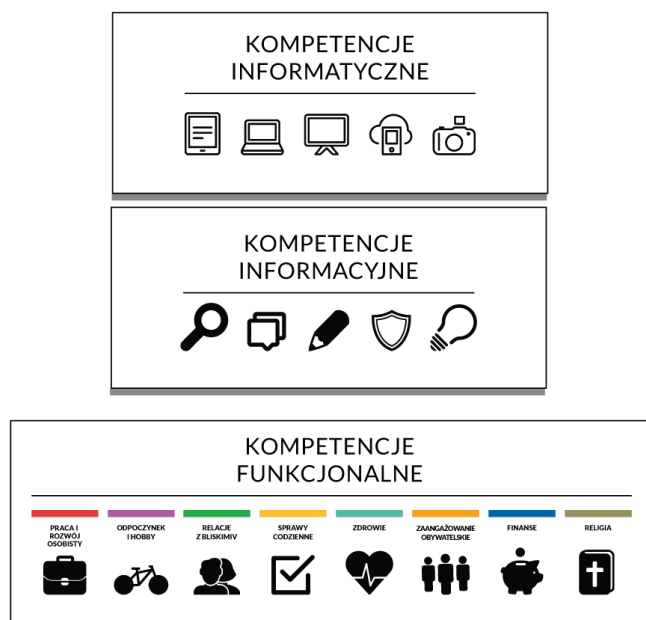 KOMPETENCJE
INFORMATYCZNE
KOMPETENCJE
INFORMACYJNE
KOMPETENCJE
FUNKCJONALNE
PRACA I
ROZWÓJ
OSOBISTY
ODPOCZYNEK
I HOBBY
RELACJE
Z BLISKIMIV
SPRAWY
CODZIENNE
ZDROWIE
ZAANGAŻOWANIE
OBYWATELSKIE
FINANSE
RELIGIA